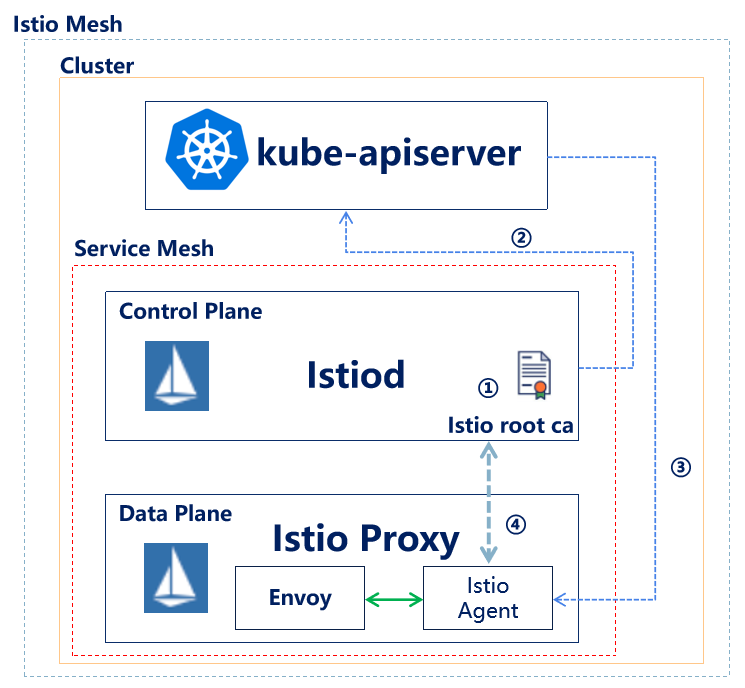 Istio Mesh
Cluster
kube-apiserver
②
Service Mesh
Control Plane
Istiod
①
Istio root ca
③
Data Plane
④
Istio Proxy
Envoy
Istio
Agent